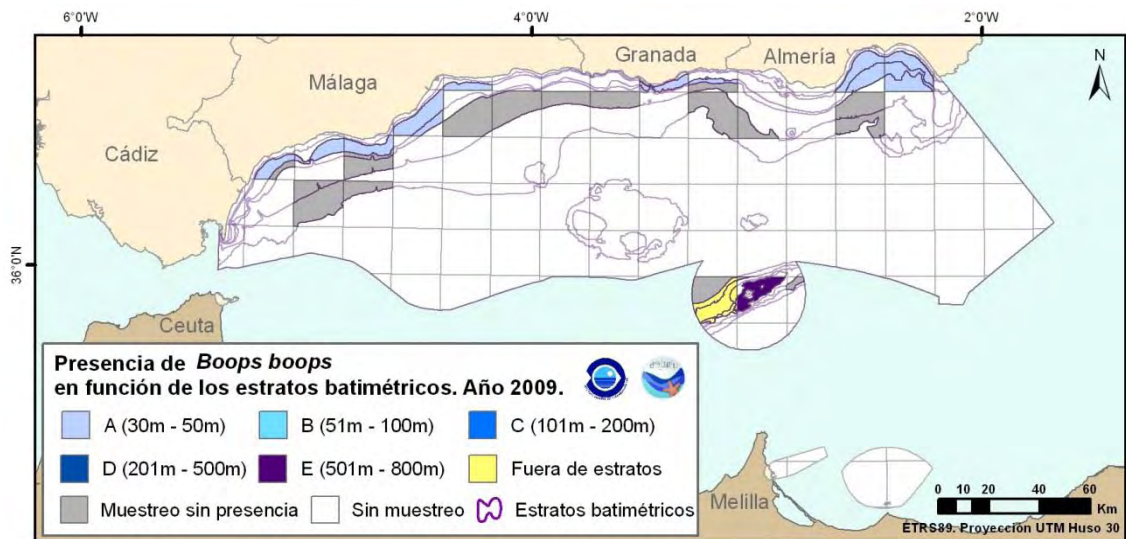 6°0'W 4°0'W 2°0'W
Granada Almería
N
Málaga
Cádiz
36°0'N
Ceuta
Presencia de Boops boops
en función de los estratos batimétricos. Año 2009.
A (30m - 50m) B (51m - 100m) C (101m - 200m)
D (201m - 500m) E (501m - 800m) Fuera de estratos
Muestreo sin presencia Sin muestreo Estratos batimétricos
Melilla
0 10 20 40 60
Km
ETRS89. Proyección UTM Huso 30